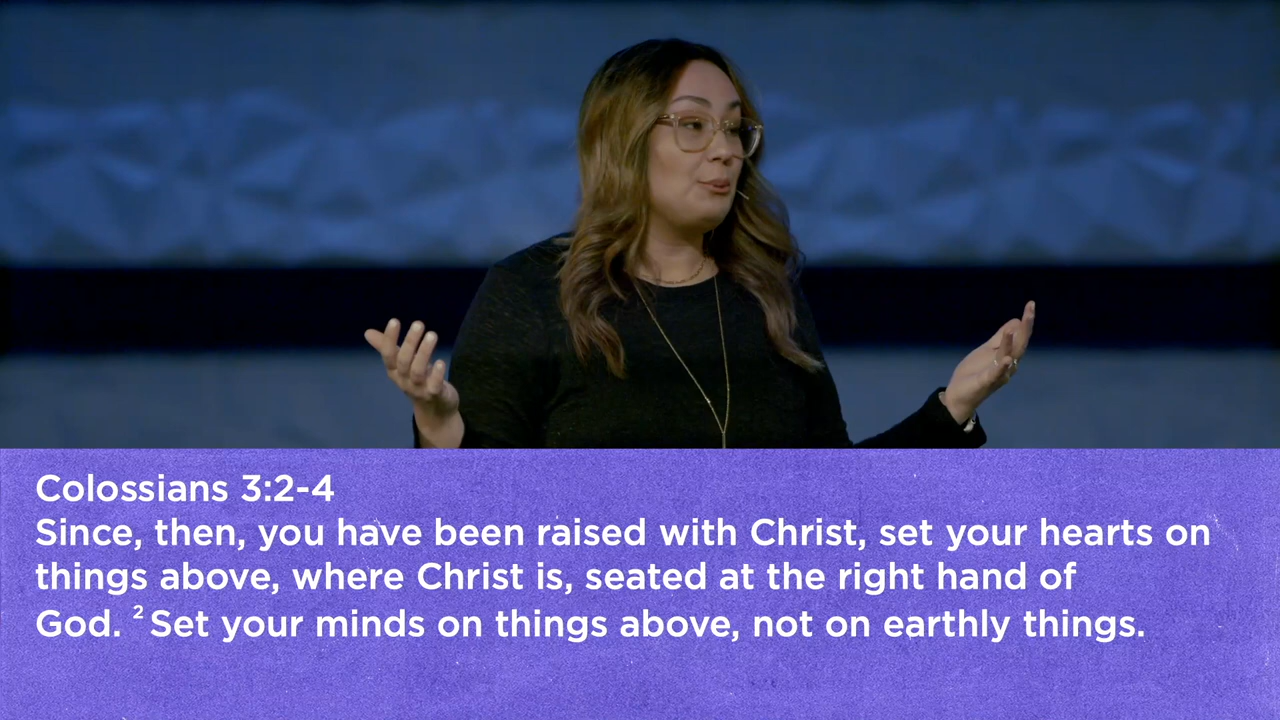 Colossians 3:2-4
Since, then, you have been raised with Christ, set your hearts on
things above, where Christ is, seated at the right hand of
God. ² Set your minds on things above, not on earthly things.